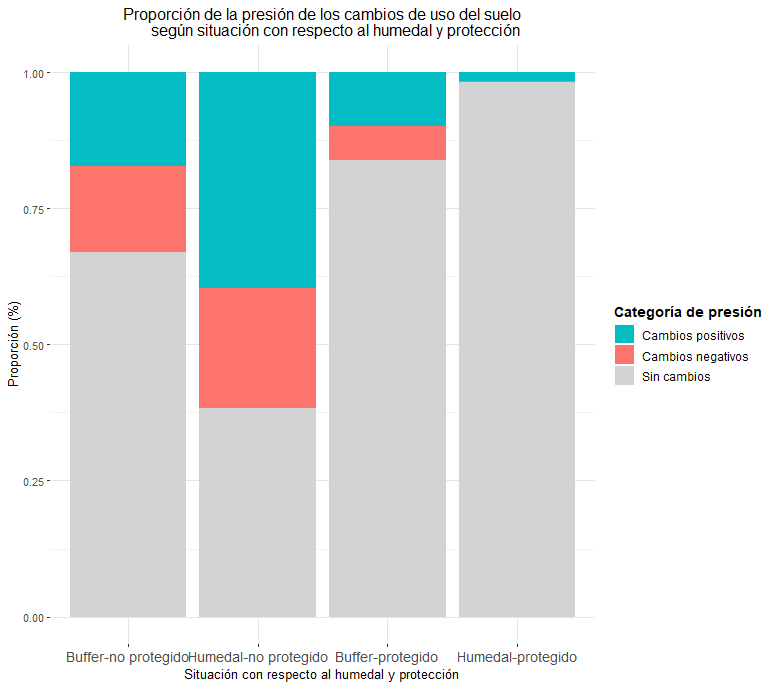 Proporción de la presión de los cambios de uso del suelo
según situación con respecto al humedal y protección
1.00
0.75
0.50
0.25
0.00
Proporción (%)
Buffer-no protegido
Humedal-no protegido
Buffer-protegido
Humedal-protegido
Situación con respecto al humedal y protección
Categoría de presión
Cambios positivos
Cambios negativos
Sin cambios